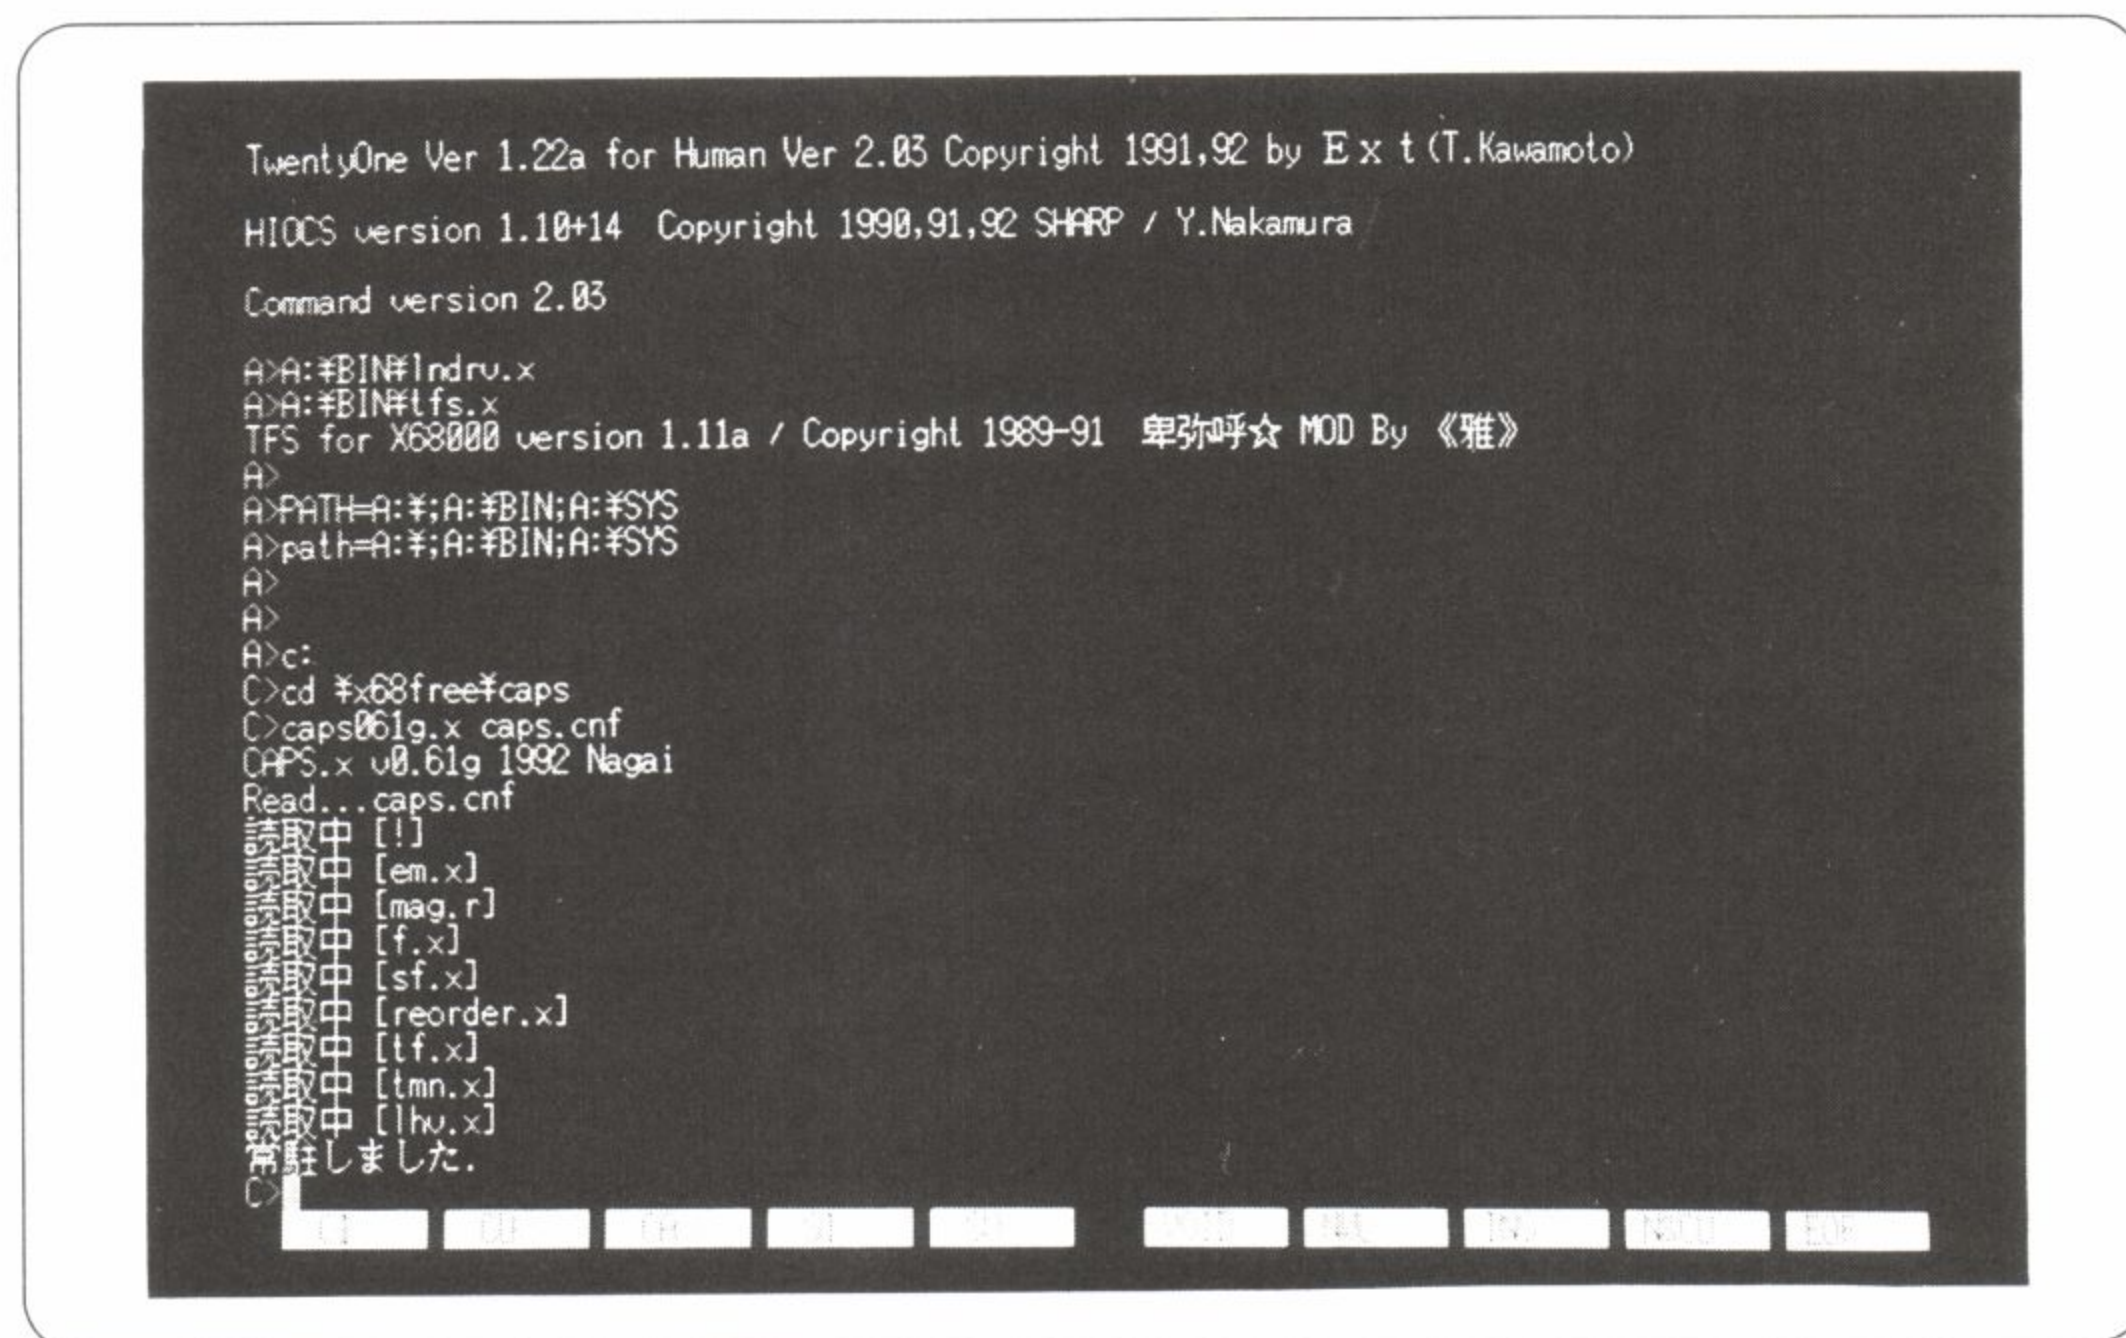 TwentyOne Ver 1.22a for Human Ver 2.03 Copyright 1991,92 by Ｅｘｔ(T.Kawamoto)
HIOCS version 1.10+14  Copyright 1990,91,92 SHARP / Y.Nakamura
Command version 2.03
A>A:¥BIN¥lndrv.x
A>A:¥BIN¥tfs.x
TFS for X68000 version 1.11a / Copyright 1989-91  卑弥呼☆ MOD By 《雅》
A>
A>PATH=A:¥;A:¥BIN;A:¥SYS
A>path=A:¥;A:¥BIN;A:¥SYS
A>
A>
A>c:
C>cd ¥x68free¥caps
C>caps061g.x caps.cnf
CAPS.x v0.61g 1992 Nagai
Read...caps.cnf
読取中 [!]
読取中 [em.x]
読取中 [mag.r]
読取中 [f.x]
読取中 [sf.x]
読取中 [reorder.x]
読取中 [tf.x]
読取中 [tmn.x]
読取中 [lhv.x]
常駐しました.
C>